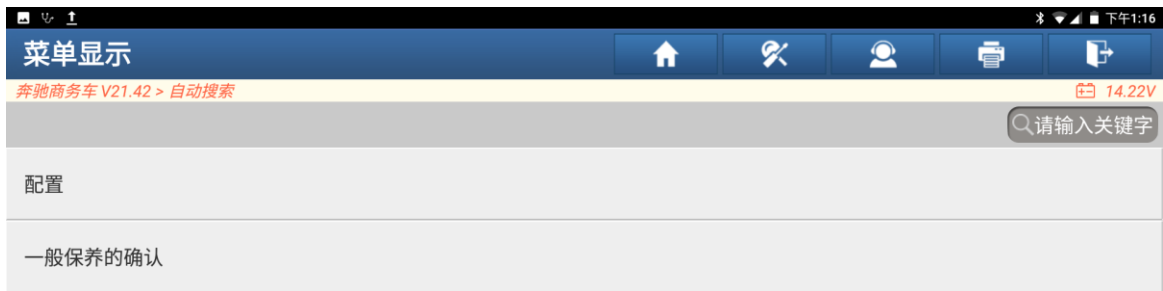 下午1:16
菜单显示
奔驰商务车 V21.42 > 自动搜索
14.22V
请输入关键字
配置
一般保养的确认